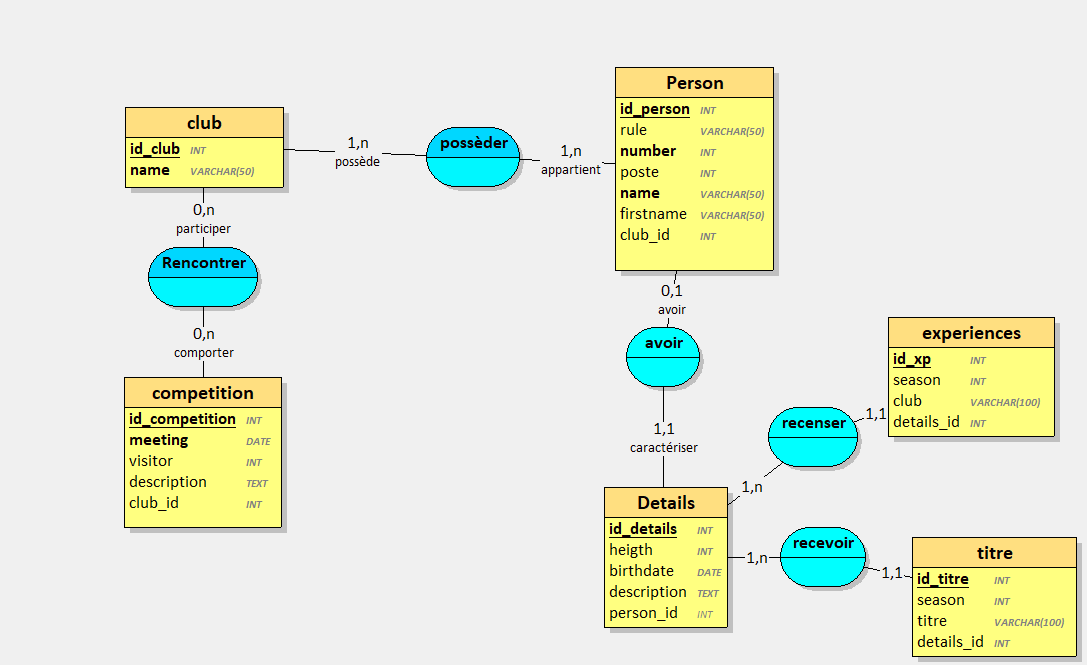 club
id_club INT
name VARCHAR(50)
1,n
possède
possèder
1,n
appartient
Person
id_person INT
rule VARCHAR(50)
number INT
poste INT
name VARCHAR(50)
firstname VARCHAR(50)
club_id INT
0,n
participer
Rencontrer
0,n
comporter
competition
id_competition INT
meeting DATE
visitor INT
description TEXT
club_id INT
0,1
avoir
avoir
1,1
caractériser
Details
id_details INT
heigth INT
birthdate DATE
description TEXT
person_id INT
1,n
recenser
1,1
experiences
id_xp INT
season INT
club VARCHAR(100)
details_id INT
1,n
recevoir
1,1
titre
id_titre INT
season INT
titre VARCHAR(100)
details_id INT